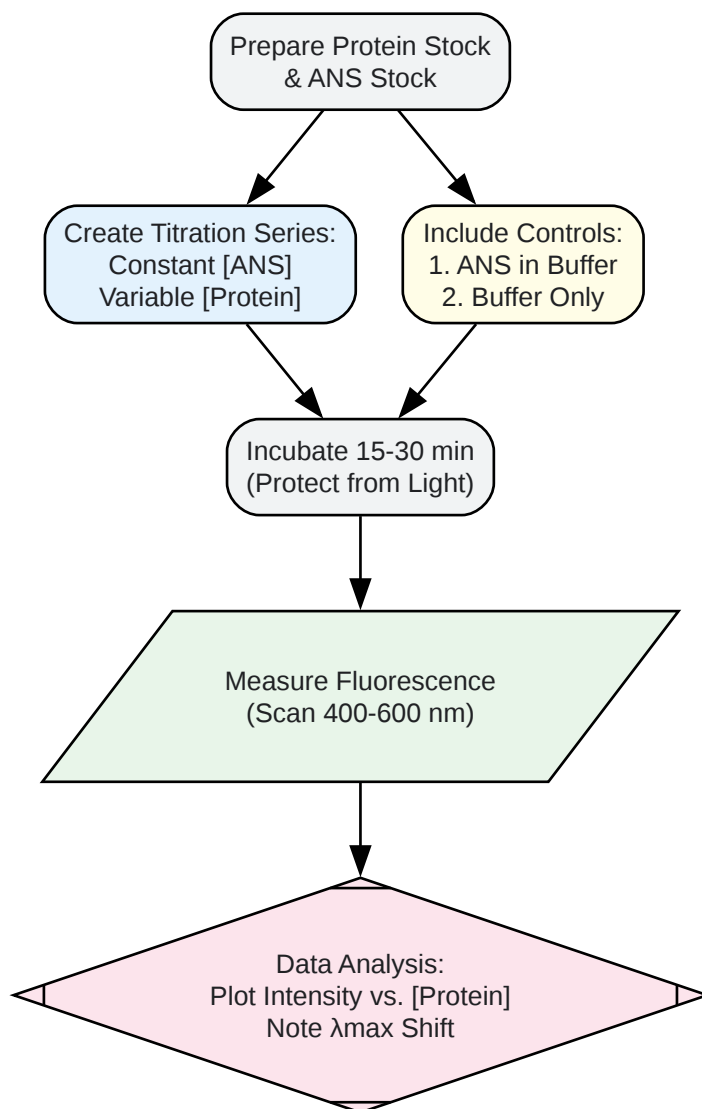 Prepare Protein Stock
& ANS Stock
Create Titration Series:
Constant [ANS]
Variable [Protein]
Include Controls:
1. ANS in Buffer
2. Buffer Only
Incubate 15-30 min
(Protect from Light)
Measure Fluorescence
(Scan 400-600 nm)
Data Analysis:
Plot Intensity vs. [Protein]
Note λmax Shift